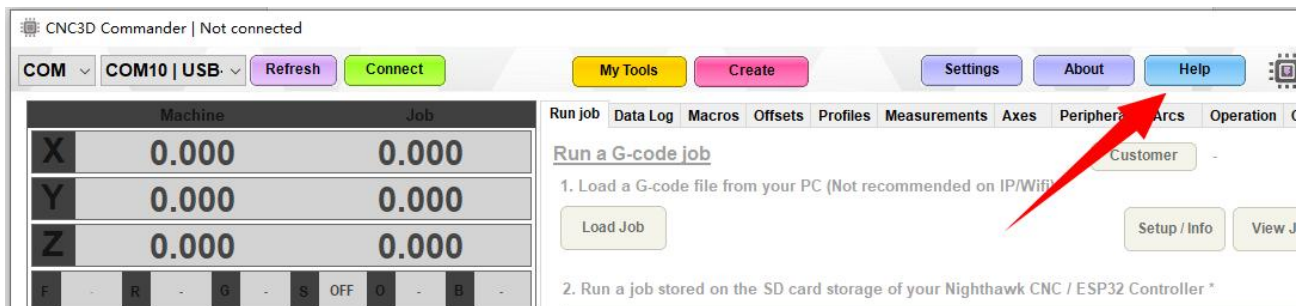 CNC3D Commander | Not connected
COM COM10 | USB- Refresh Connect My Tools Create Settings About Help
Machine Job
Run job Data Log Macros Offsets Profiles Measurements Axes Arcs Operation
X 0.000 0.000
Y 0.000 0.000
Z 0.000 0.000
F - R - G - S OFF O - B -
Run a G-code job
Customer -
1. Load a G-code file from your PC (Not recommended on IP/Wifi)
Load Job
Setup / Info View J
2. Run a job stored on the SD card storage of your Nighthawk CNC / ESP32 Controller *